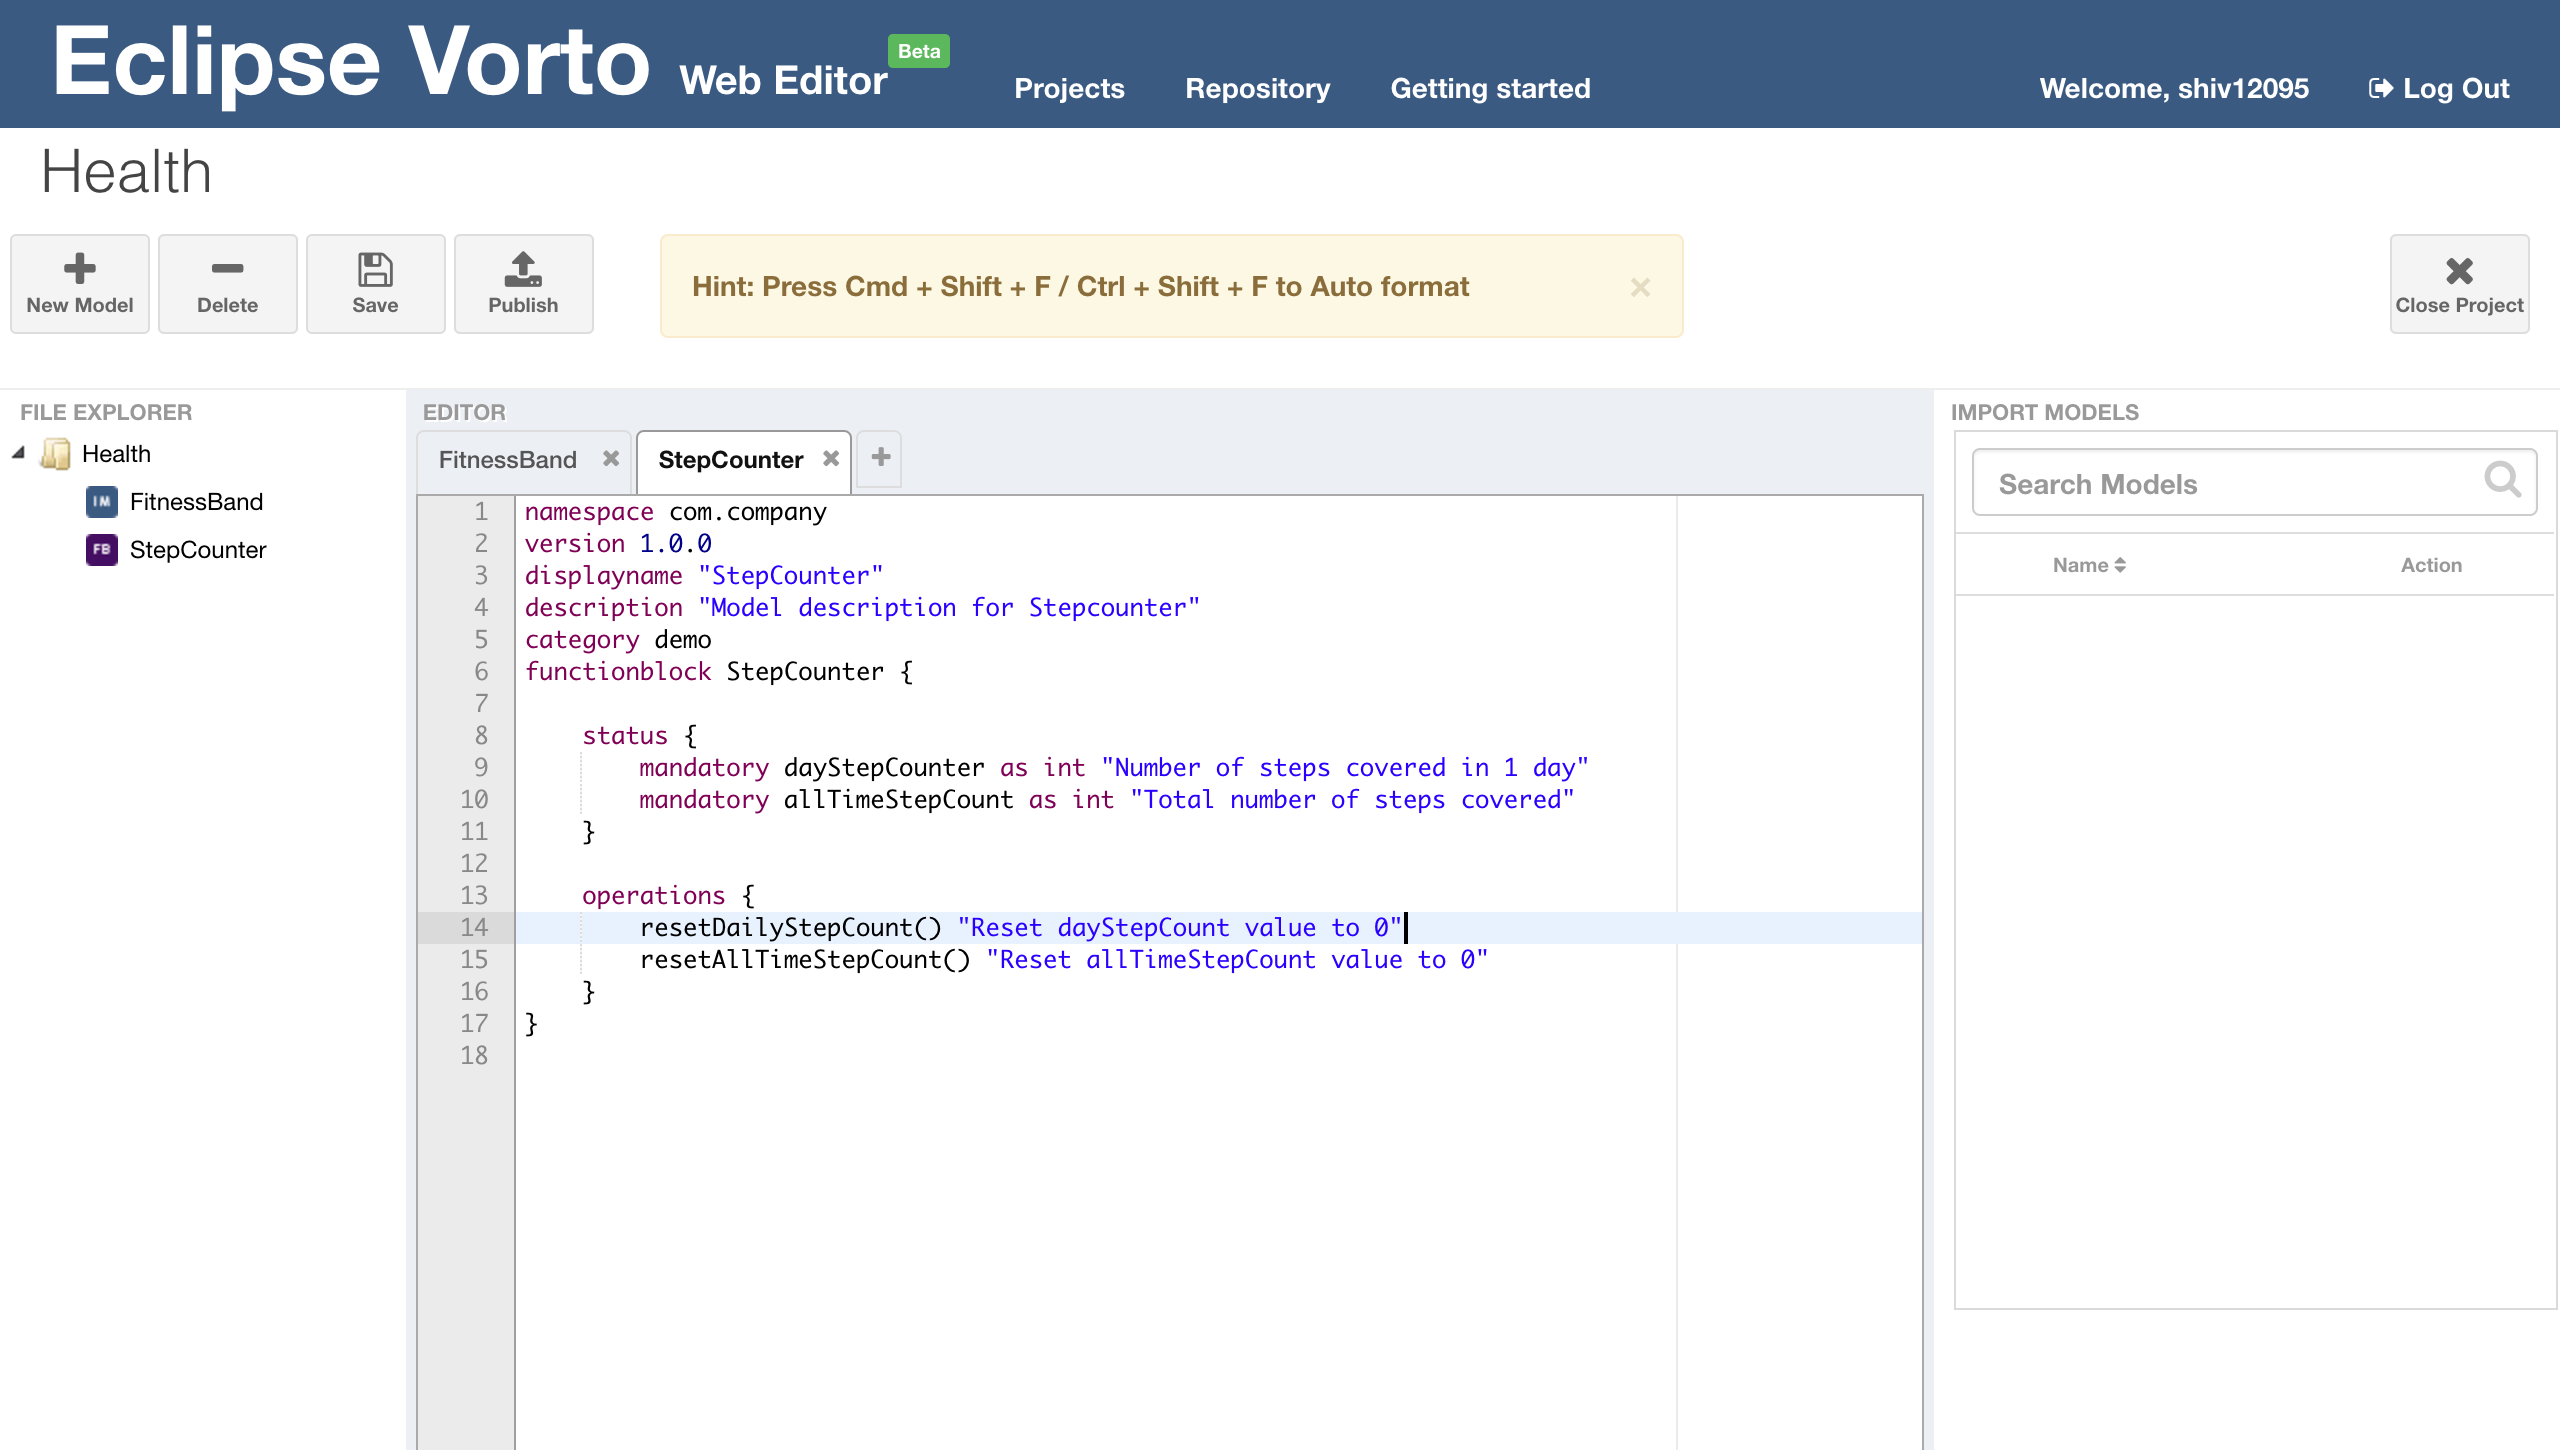 Eclipse Vorto Web Editor Beta Projects Repository Getting started Welcome, shiv12095 Log Out
Health
New Model Delete Save Publish Hint: Press Cmd + Shift + F / Ctrl + Shift + F to Auto format × Close Project
FILE EXPLORER
Health
IM FitnessBand
FB StepCounter
EDITOR
FitnessBand StepCounter
1 namespace com.company
2 version 1.0.0
3 displayname "StepCounter"
4 description "Model description for Stepcounter"
5 category demo
6 functionblock StepCounter {
7
8 status {
9 mandatory dayStepCounter as int "Number of steps covered in 1 day"
10 mandatory allTimeStepCount as int "Total number of steps covered"
11 }
12
13 operations {
14 resetDailyStepCount() "Reset dayStepCount value to 0"
15 resetAllTimeStepCount() "Reset allTimeStepCount value to 0"
16 }
17 }
18
IMPORT MODELS
Search Models
Name Action